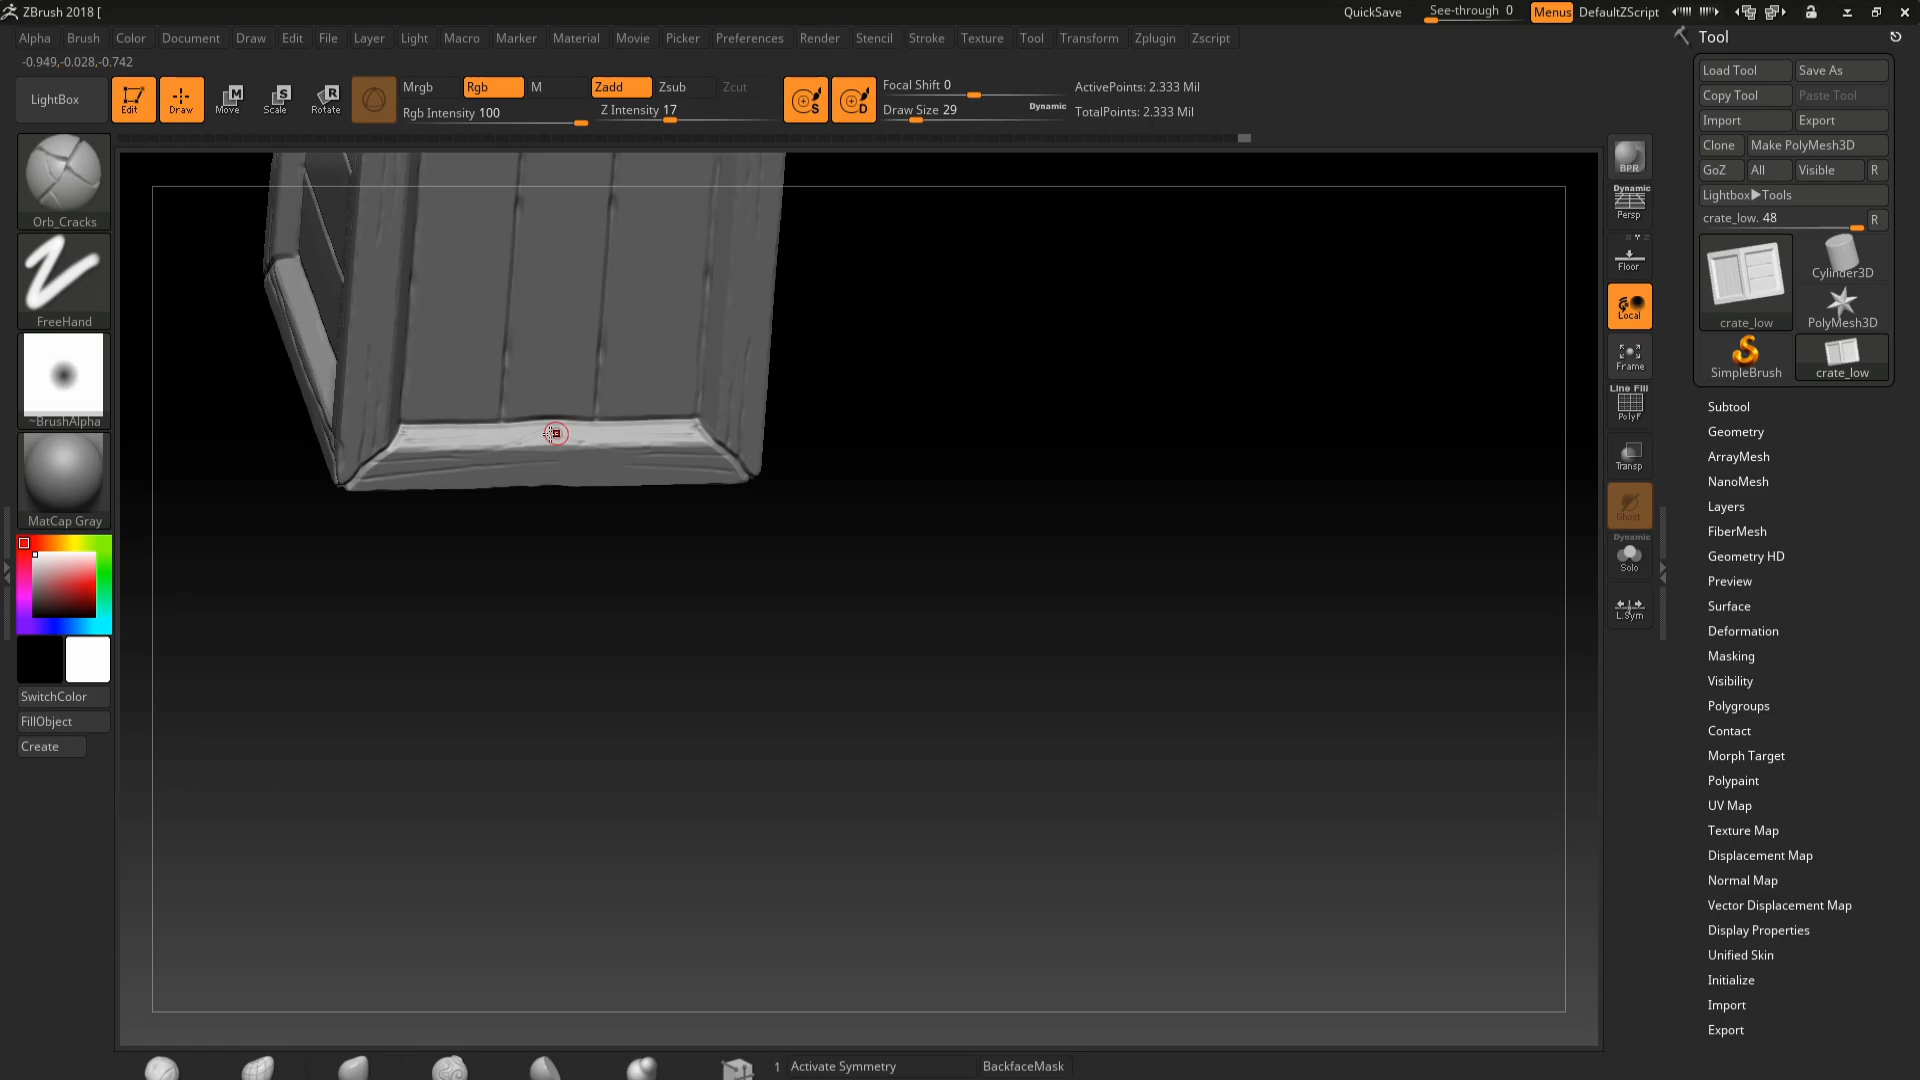 ZBrush 2018 [
QuickSave
See-through 0
Menus
DefaultZScript
Alpha Brush Color Document Draw Edit File Layer Light Macro Marker Material Movie Picker Preferences Render Stencil Stroke Texture Tool Transform Zplugin Zscript
-0.949,-0.028,-0.742
LightBox
Edit
Draw
M
Move
S
Scale
R
Rotate
Mrgb Rgb M
Rgb Intensity 100
Zadd Zsub Zcut
Z Intensity 17
S
D
Focal Shift 0
Draw Size 29
Dynamic
ActivePoints: 2.333 Mil
TotalPoints: 2.333 Mil
Orb_Cracks
FreeHand
~BrushAlpha
MatCap Gray
SwitchColor
FillObject
Create
BPR
Dynamic
Persp
Floor
Local
Frame
Line Fill
PolyF
Transp
Ghost
Dynamic
Solo
L.Sym
Tool
Load Tool Save As
Copy Tool Paste Tool
Import Export
Clone Make PolyMesh3D
GoZ All Visible R
Lightbox▶Tools
crate_low. 48 R
crate_low
Cylinder3D
PolyMesh3D
SimpleBrush
crate_low
Subtool
Geometry
ArrayMesh
NanoMesh
Layers
FiberMesh
Geometry HD
Preview
Surface
Deformation
Masking
Visibility
Polygroups
Contact
Morph Target
Polypaint
UV Map
Texture Map
Displacement Map
Normal Map
Vector Displacement Map
Display Properties
Unified Skin
Initialize
Import
Export
1 Activate Symmetry
BackfaceMask